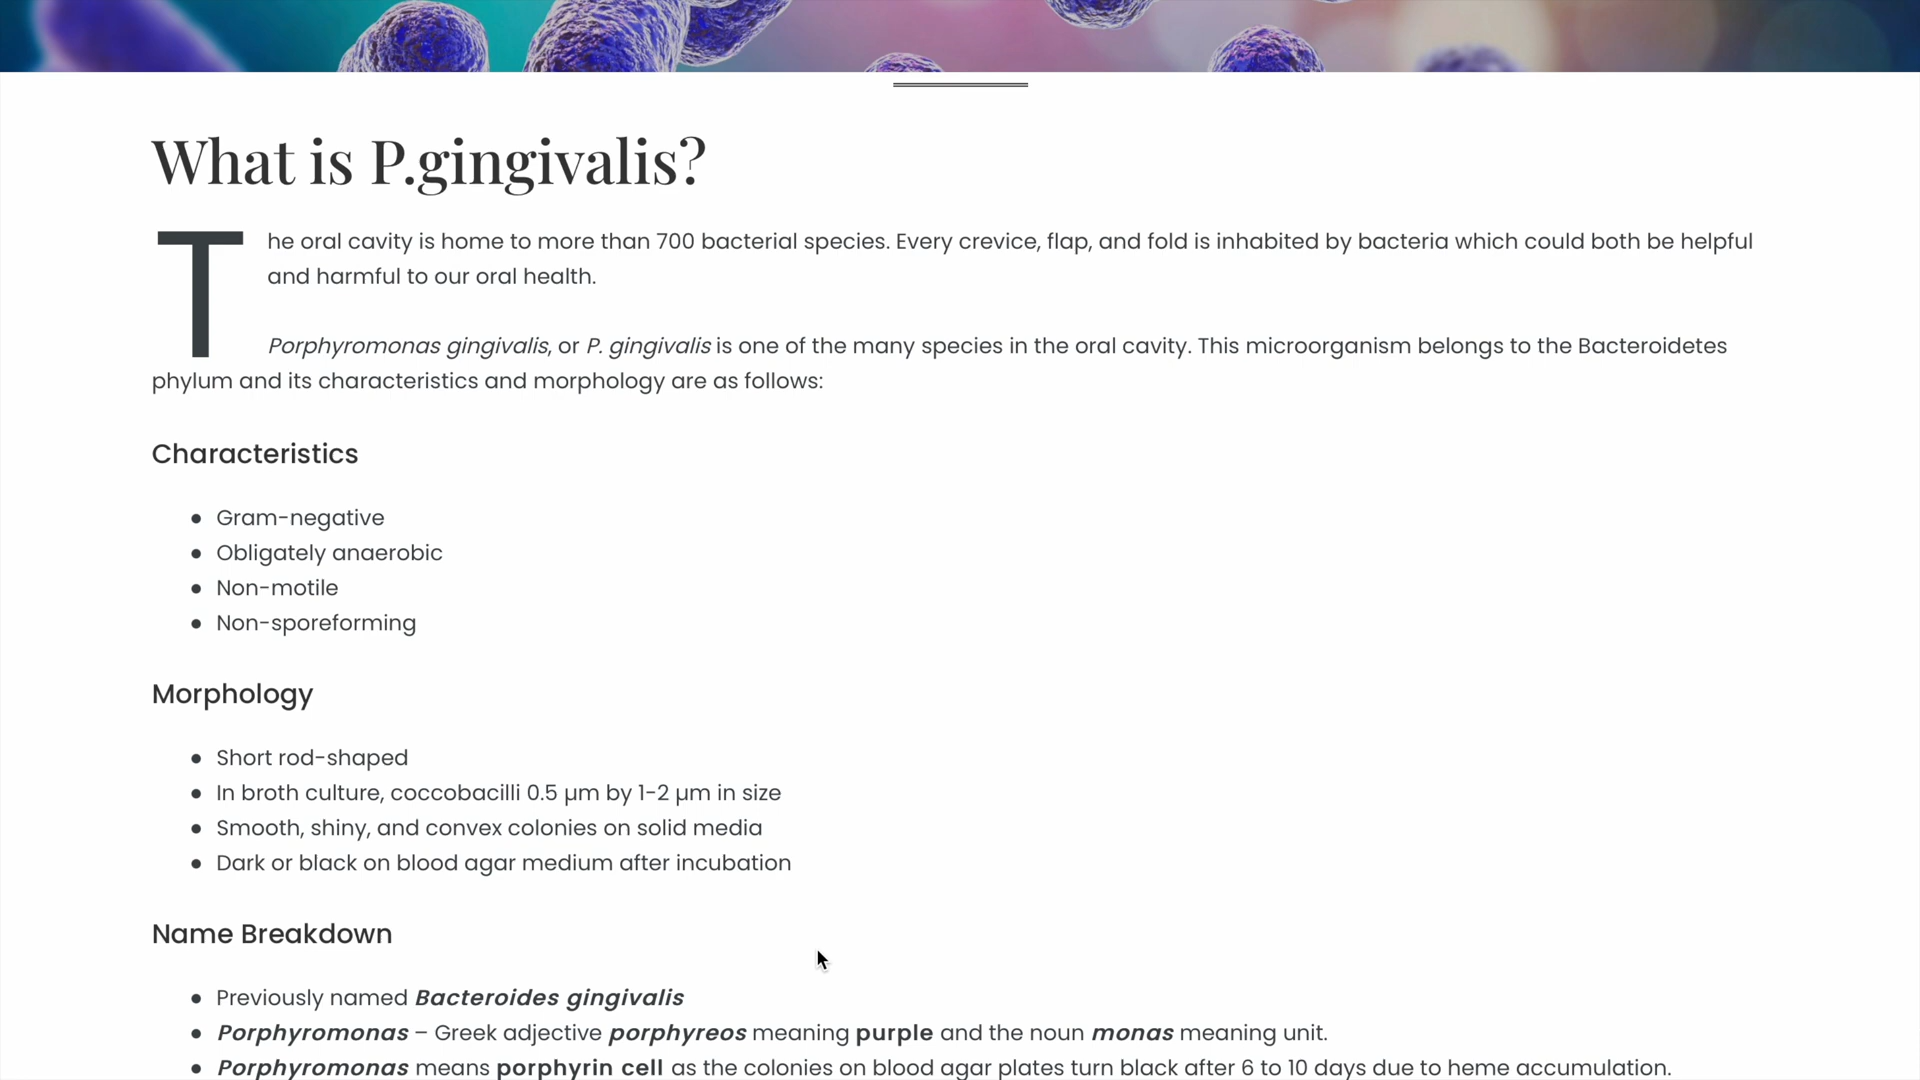 What is P.gingivalis?
The oral cavity is home to more than 700 bacterial species. Every crevice, flap, and fold is inhabited by bacteria which could both be helpful
and harmful to our oral health.
Porphyromonas gingivalis, or P. gingivalis is one of the many species in the oral cavity. This microorganism belongs to the Bacteroidetes
phylum and its characteristics and morphology are as follows:
Characteristics
● Gram-negative
● Obligately anaerobic
● Non-motile
● Non-sporeforming
Morphology
● Short rod-shaped
● In broth culture, coccobacilli 0.5 μm by 1-2 μm in size
● Smooth, shiny, and convex colonies on solid media
● Dark or black on blood agar medium after incubation
Name Breakdown
● Previously named Bacteroides gingivalis
● Porphyromonas – Greek adjective porphyreos meaning purple and the noun monas meaning unit.
● Porphyromonas means porphyrin cell as the colonies on blood agar plates turn black after 6 to 10 days due to heme accumulation.